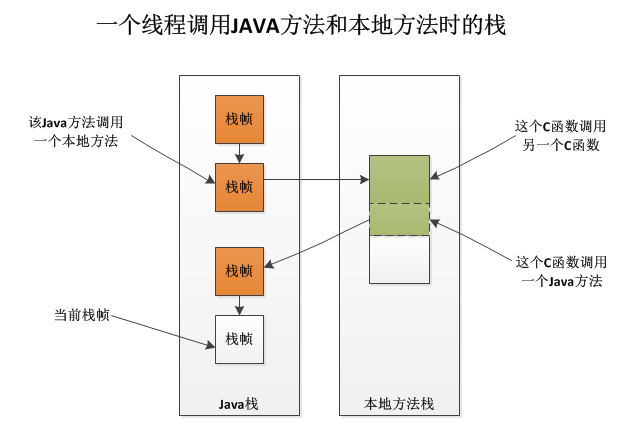 一个线程调用JAVA方法和本地方法时的栈
该Java方法调用
一个本地方法
栈帧
栈帧
栈帧
栈帧
当前栈帧
Java栈
这个C函数调用
另一个C函数
这个C函数调用
一个Java方法
本地方法栈